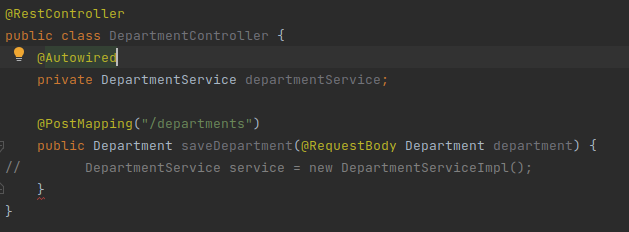 @RestController
public class DepartmentController {
    @Autowired
    private DepartmentService departmentService;
    @PostMapping("/departments")
    public Department saveDepartment(@RequestBody Department department) {
//        DepartmentService service = new DepartmentServiceImpl();
    }
}